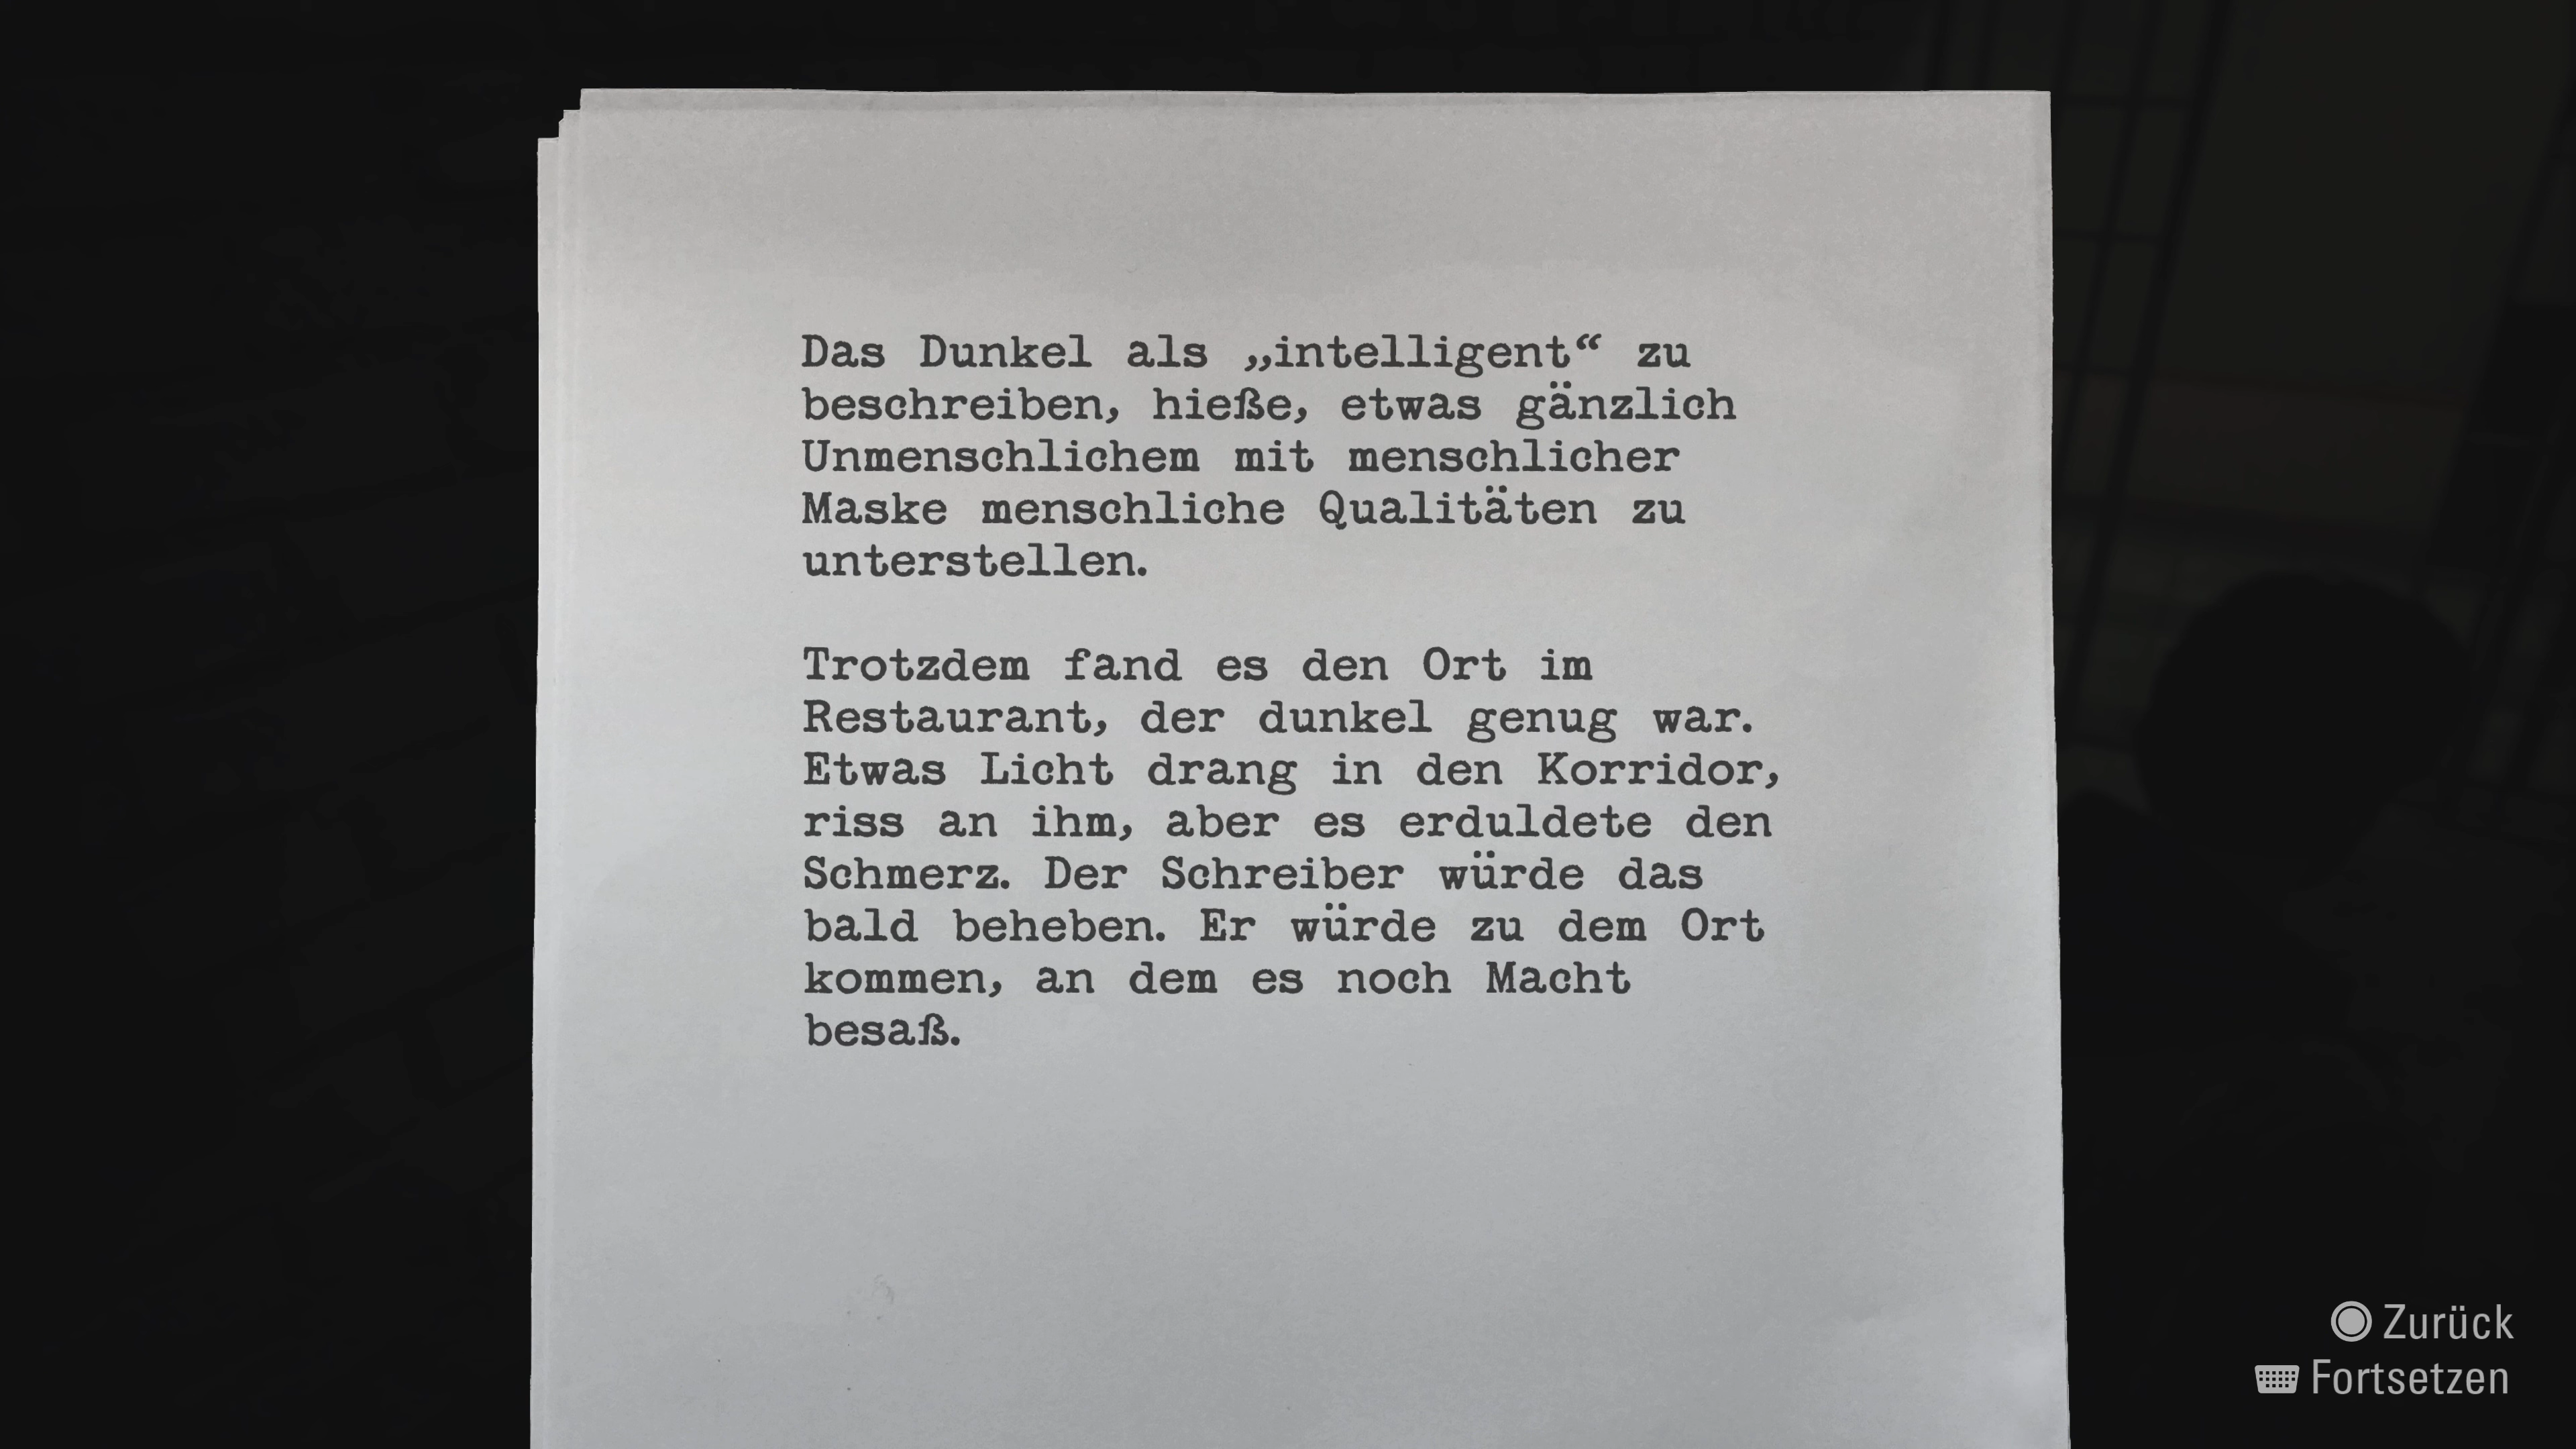 Das Dunkel als „intelligent“ zu
beschreiben, hieße, etwas gänzlich
Unmenschlichem mit menschlicher
Maske menschliche Qualitäten zu
unterstellen.
Trotzdem fand es den Ort im
Restaurant, der dunkel genug war.
Etwas Licht drang in den Korridor,
riss an ihm, aber es erduldete den
Schmerz. Der Schreiber würde das
bald beheben. Er würde zu dem Ort
kommen, an dem es noch Macht
besaß.
Zurück
Fortsetzen